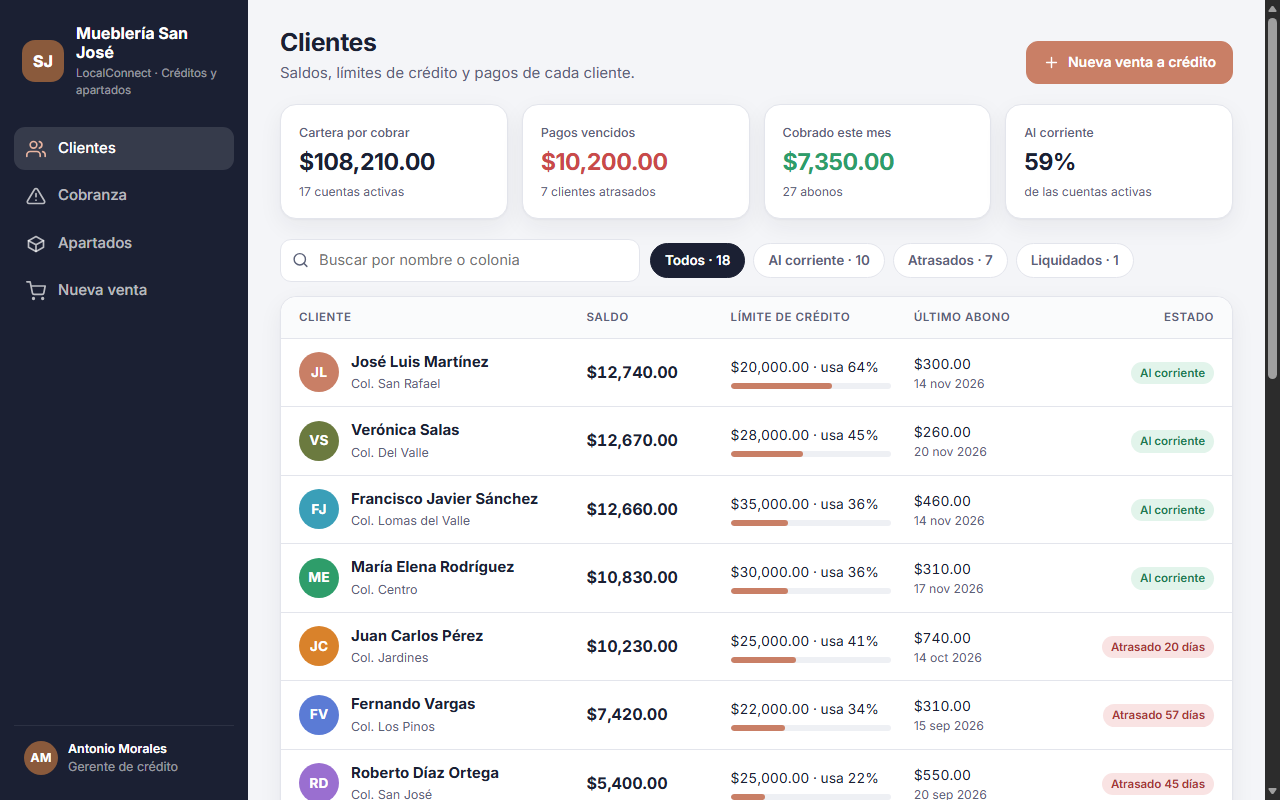 SJ
Mueblería San
José
LocalConnect · Créditos y
apartados
Clientes
Cobranza
Apartados
Nueva venta
AM
Antonio Morales
Gerente de crédito
Clientes
Saldos, límites de crédito y pagos de cada cliente.
+ Nueva venta a crédito
Cartera por cobrar
$108,210.00
17 cuentas activas
Pagos vencidos
$10,200.00
7 clientes atrasados
Cobrado este mes
$7,350.00
27 abonos
Al corriente
59%
de las cuentas activas
Buscar por nombre o colonia
Todos · 18
Al corriente · 10
Atrasados · 7
Liquidados · 1
CLIENTE SALDO LÍMITE DE CRÉDITO ÚLTIMO ABONO ESTADO
JL
José Luis Martínez
Col. San Rafael
$12,740.00
$20,000.00 · usa 64%
$300.00
14 nov 2026
Al corriente
VS
Verónica Salas
Col. Del Valle
$12,670.00
$28,000.00 · usa 45%
$260.00
20 nov 2026
Al corriente
FJ
Francisco Javier Sánchez
Col. Lomas del Valle
$12,660.00
$35,000.00 · usa 36%
$460.00
14 nov 2026
Al corriente
ME
María Elena Rodríguez
Col. Centro
$10,830.00
$30,000.00 · usa 36%
$310.00
17 nov 2026
Al corriente
JC
Juan Carlos Pérez
Col. Jardines
$10,230.00
$25,000.00 · usa 41%
$740.00
14 oct 2026
Atrasado 20 días
FV
Fernando Vargas
Col. Los Pinos
$7,420.00
$22,000.00 · usa 34%
$310.00
15 sep 2026
Atrasado 57 días
RD
Roberto Díaz Ortega
Col. San José
$5,400.00
$25,000.00 · usa 22%
$550.00
20 sep 2026
Atrasado 45 días